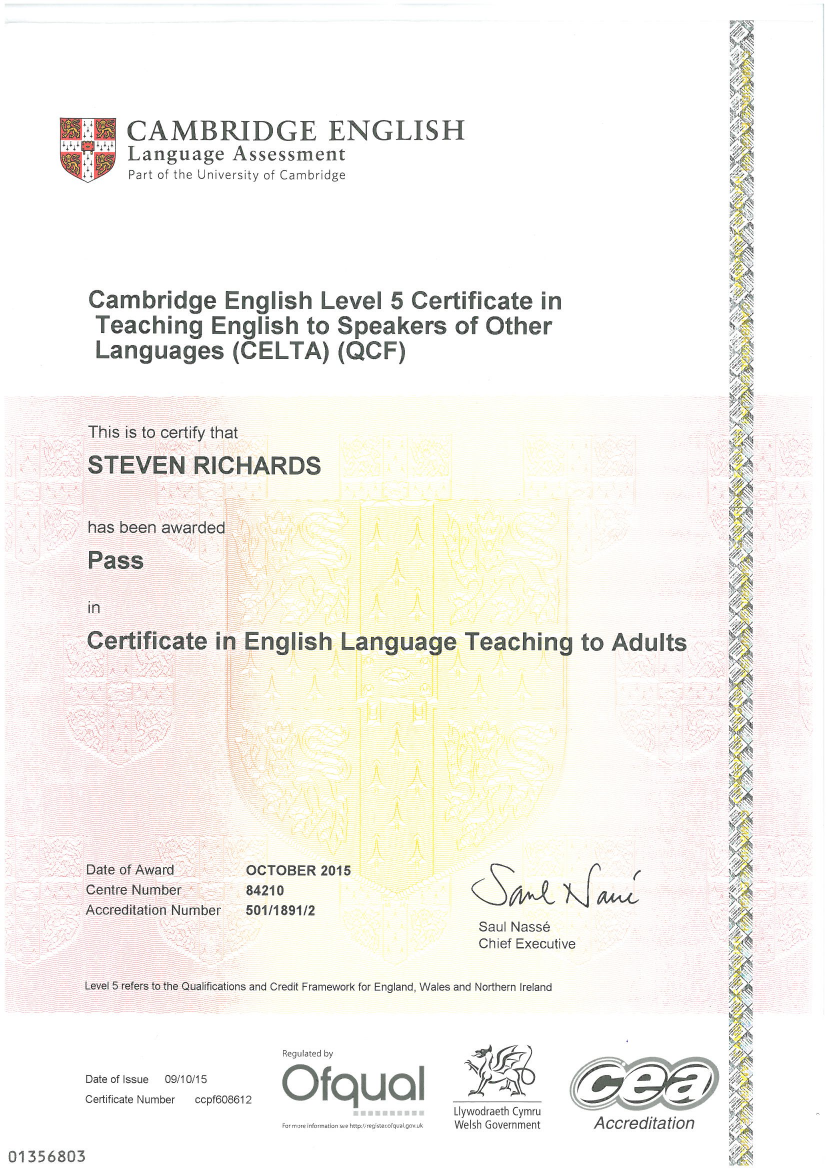 CAMBRIDGE ENGLISH
Language Assessment
Part of the University of Cambridge
Cambridge English Level 5 Certificate in
Teaching English to Speakers of Other
Languages (CELTA) (QCF)
This is to certify that
STEVEN RICHARDS
has been awarded
Pass
in
Certificate in English Language Teaching to Adults
Date of Award OCTOBER 2015
Centre Number 84210
Accreditation Number 501/1891/2
Saul Nassé
Saul Nassé
Chief Executive
Level 5 refers to the Qualifications and Credit Framework for England, Wales and Northern Ireland
Date of Issue 09/10/15
Certificate Number ccpf608612
Regulated by
Ofqual
For more information see http://register.ofqual.gov.uk
Llywodraeth Cymru
Welsh Government
cea
Accreditation
01356803